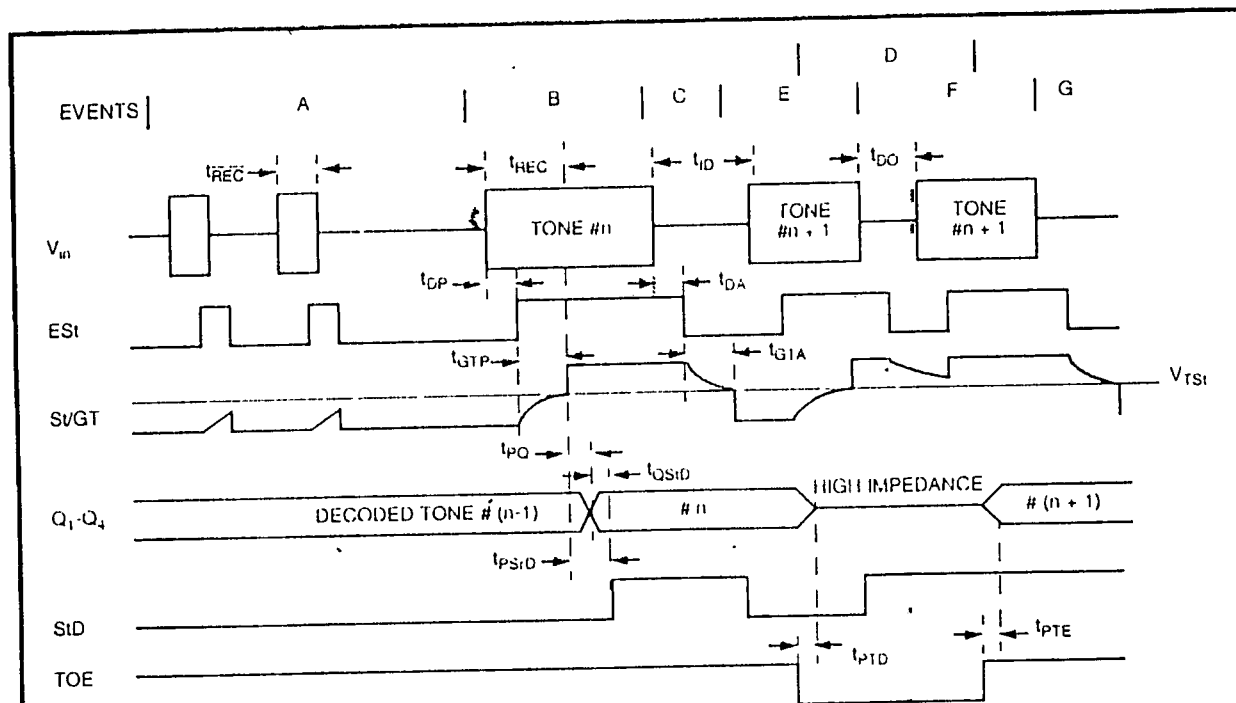 D
EVENTS A B C E F G
tREC tREC tID tDO
TONE #n
TONE
#n + 1
TONE
#n + 1
Vin
tDP tDA
ESt
tGTP tGTA
VTSt
St/GT
tPQ tQStD
HIGH IMPEDANCE
Q1-Q4 DECODED TONE # (n-1) # n # (n + 1)
tPStD
StD
tPTD tPTE
TOE